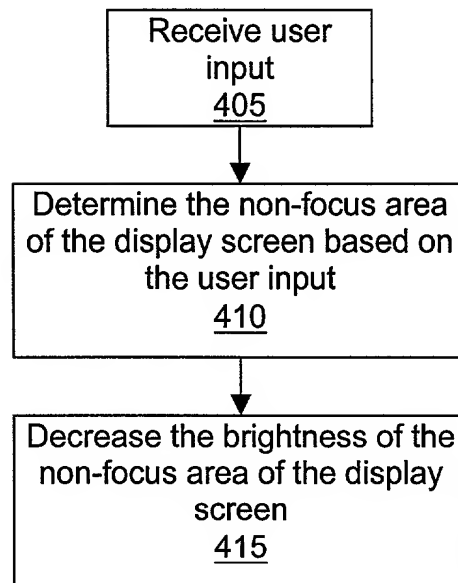 Receive user
input
405
Determine the non-focus area
of the display screen based on
the user input
410
Decrease the brightness of the
non-focus area of the display
screen
415